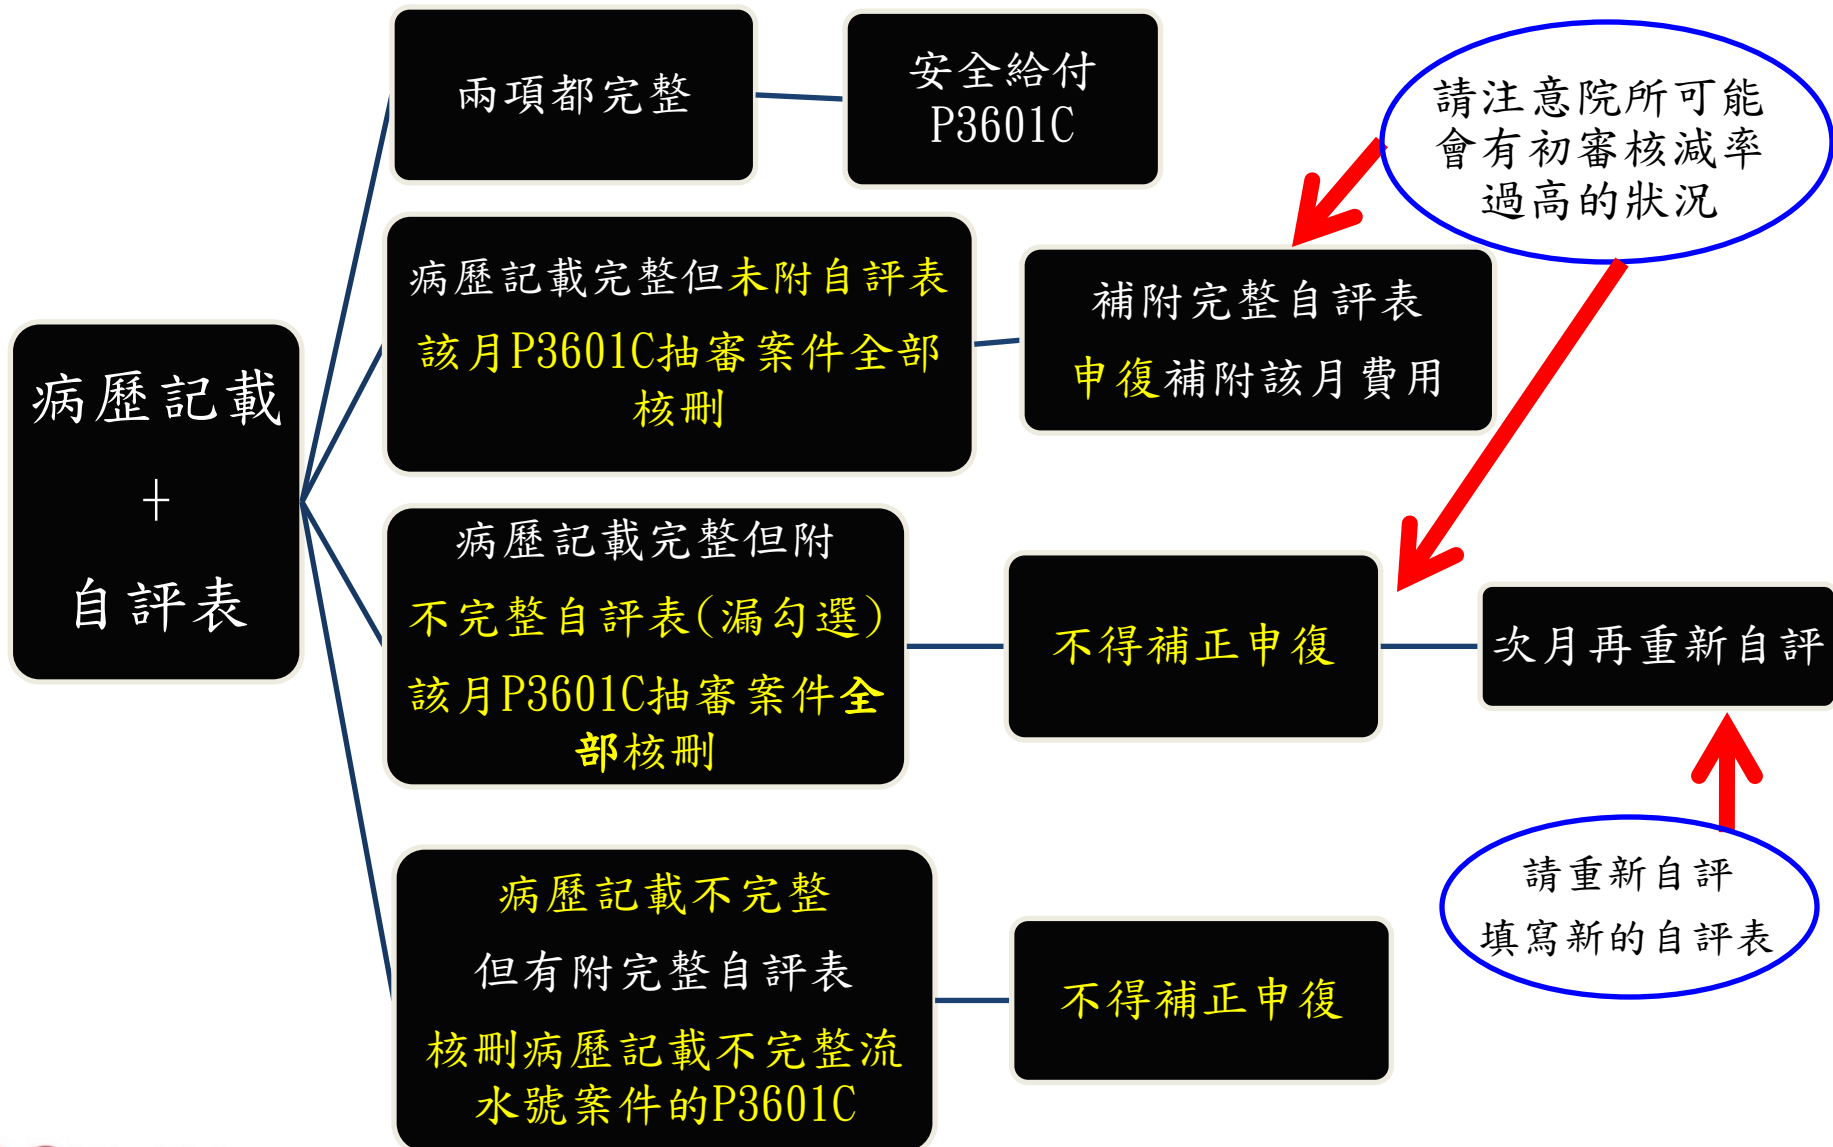 病歷記載
+
自評表
兩項都完整
安全給付
P3601C
請注意院所可能
會有初審核減率
過高的狀況
病歷記載完整但未附自評表
該月P3601C抽審案件全部
核刪
補附完整自評表
申復補附該月費用
病歷記載完整但附
不完整自評表(漏勾選)
該月P3601C抽審案件全
部核刪
不得補正申復
次月再重新自評
請重新自評
填寫新的自評表
病歷記載不完整
但有附完整自評表
核刪病歷記載不完整流
水號案件的P3601C
不得補正申復